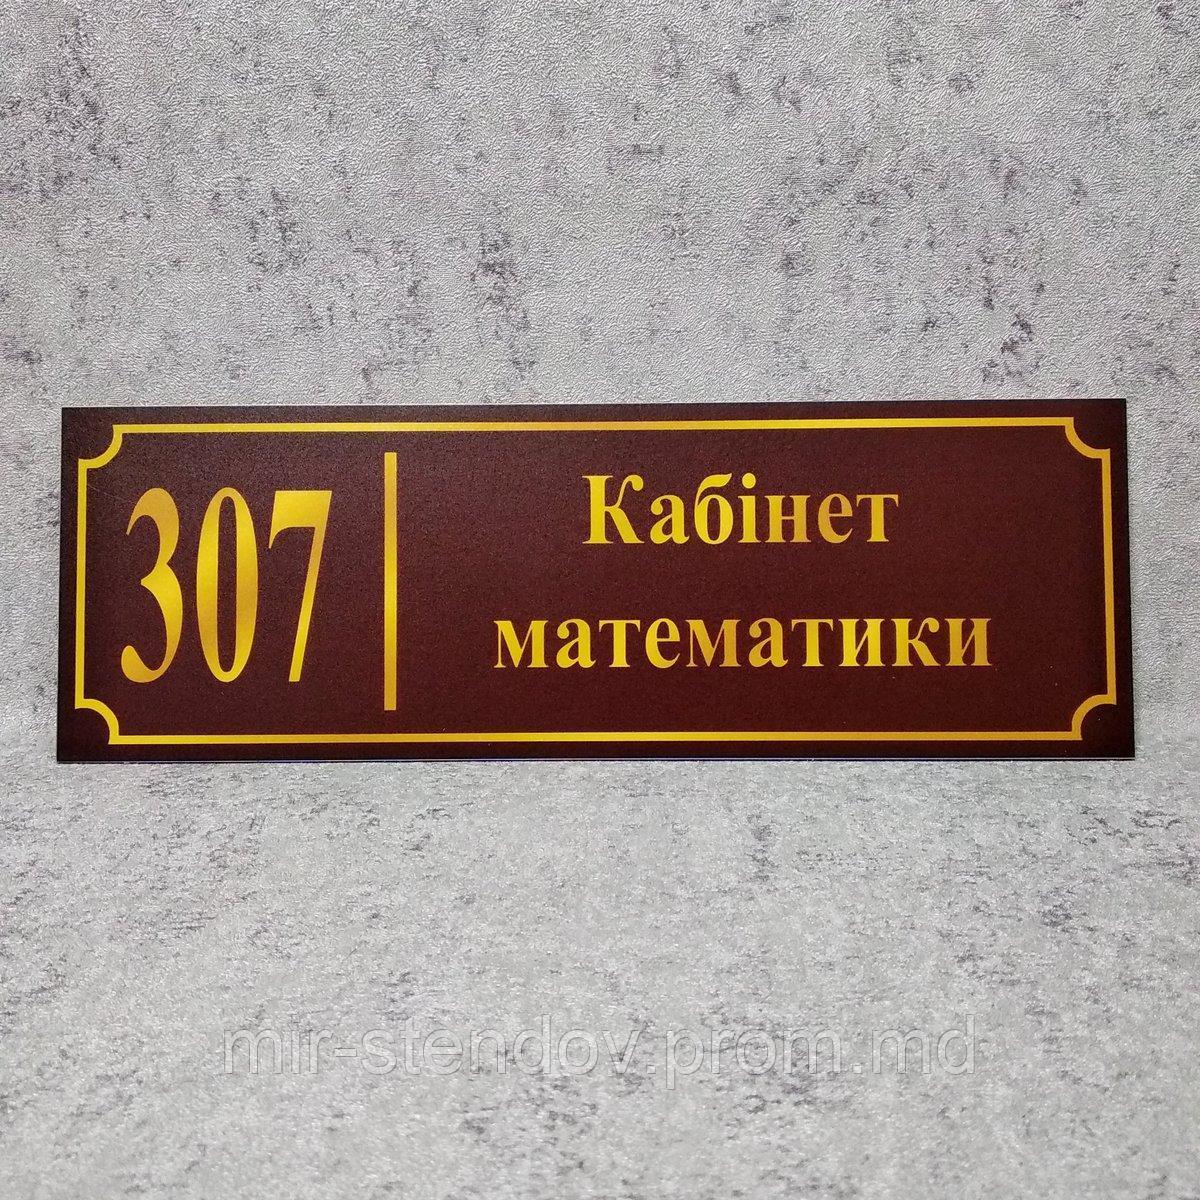 307
Кабінет
математики
mir-stendov.prom.md